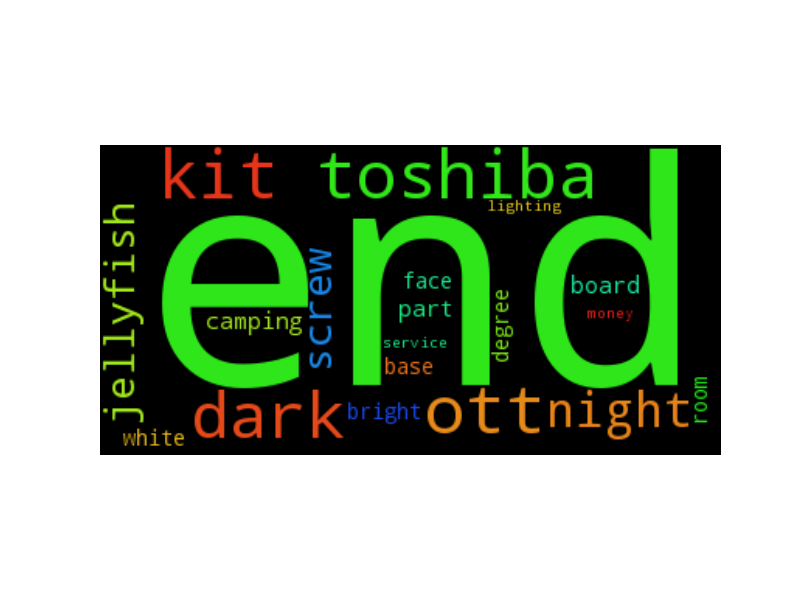 kit
toshiba
lighting
jellyfish
end
screw
face
board
part
money
camping
degree
service
base
dark
bright
ott
night
room
white